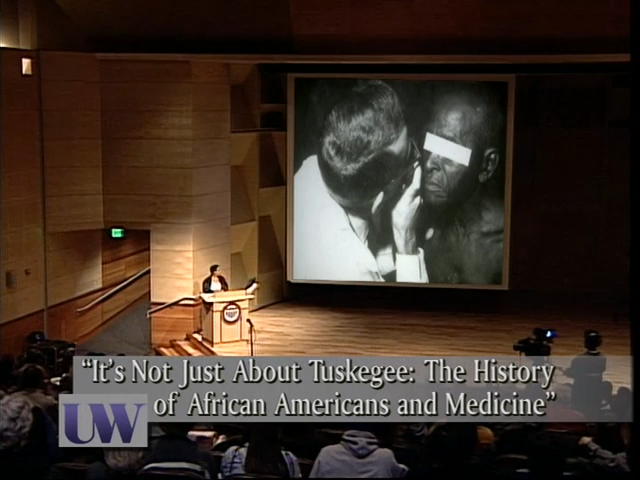 "It's Not Just About Tuskegee: The History
of African Americans and Medicine"
UW